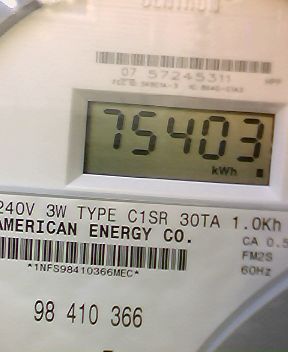 CENTRON
07 57245311
75403
kWh
240V 3W TYPE C1SR 30TA 1.0Kh
AMERICAN ENERGY CO.
CA 0.5
FM2S
60Hz
*1NFS98410366MEC*
98 410 366